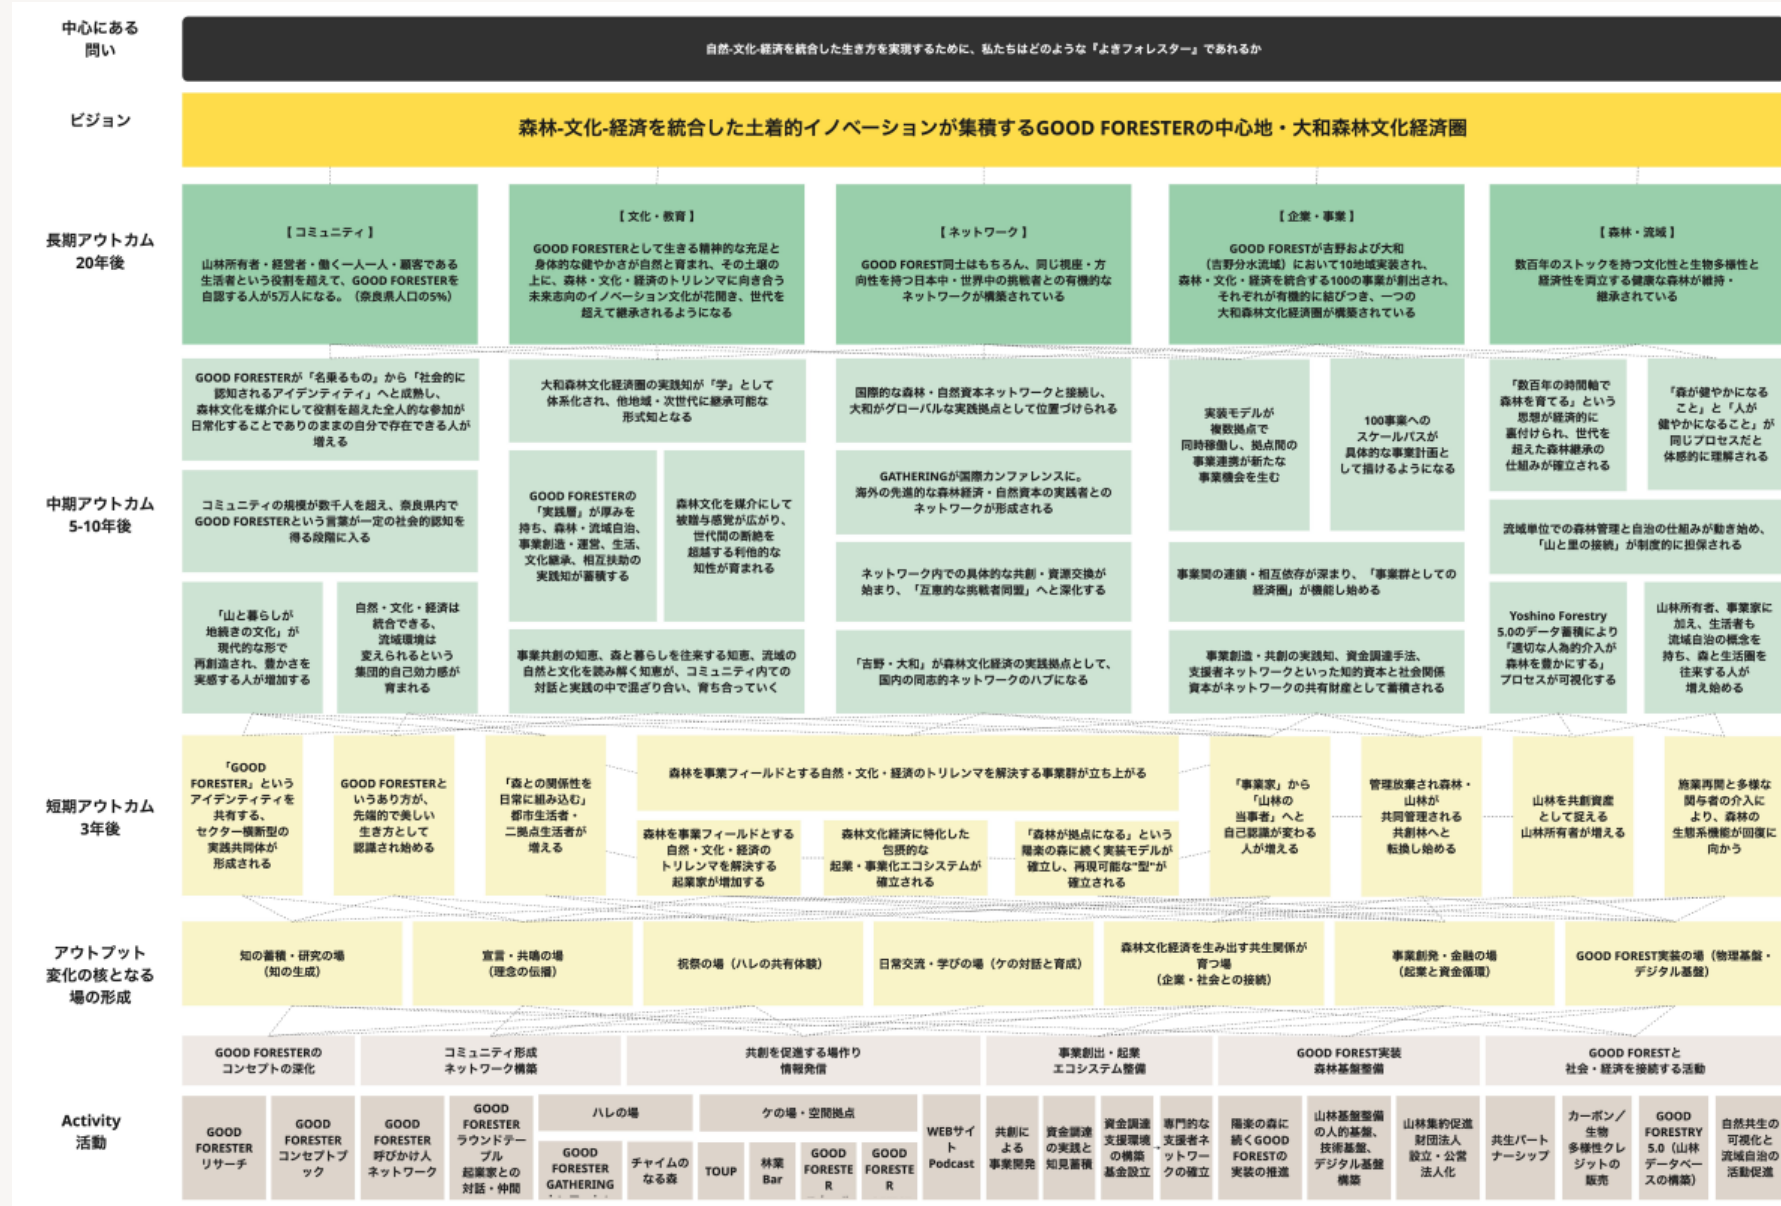 中心にある
問い
自然-文化-経済を統合した生き方を実現するために、私たちはどのような『よきフォレスター』であれるか
ビジョン
森林-文化-経済を統合した土着的イノベーションが集積するGOOD FORESTERの中心地・大和森林文化経済圏
長期アウトカム
20年後
【 コミュニティ 】
山林所有者・経営者・働く一人一人・顧客である
生活者という役割を超えて、GOOD FORESTERを
自認する人が5万人になる。（奈良県人口の5%）
【 文化・教育 】
GOOD FORESTERとして生きる精神的な充足と
身体的な健やかさが自然と育まれ、その土壌の
上に、森林・文化・経済のトリレンマに向き合う
未来志向のイノベーション文化が花開き、世代を
超えて継承されるようになる
【 ネットワーク 】
GOOD FOREST同士はもちろん、同じ視座・方
向性を持つ日本中・世界中の挑戦者との有機的な
ネットワークが構築されている
【 企業・事業 】
GOOD FORESTが吉野および大和
（吉野分水流域）において10地域実装され、
森林・文化・経済を統合する100の事業が創出され、
それぞれが有機的に結びつき、一つの
大和森林文化経済圏が構築されている
【 森林・流域 】
数百年のストックを持つ文化性と生物多様性と
経済性を両立する健康な森林が維持・
継承されている
中期アウトカム
5-10年後
GOOD FORESTERが「名乗るもの」から「社会的に
認知されるアイデンティティ」へと成熟し、
森林文化を媒介にして役割を超えた全人的な参加が
日常化することでありのままの自分で存在できる人が
増える
コミュニティの規模が数千人を超え、奈良県内で
GOOD FORESTERという言葉が一定の社会的認知を
得る段階に入る
「山と暮らしが
地続きの文化」が
現代的な形で
再創造され、豊かさを
実感する人が増加する
自然・文化・経済は
統合できる、
流域環境は
変えられるという
集団的自己効力感が
育まれる
大和森林文化経済圏の実践知が「学」として
体系化され、他地域・次世代に継承可能な
形式知となる
GOOD FORESTERの
「実践層」が厚みを
持ち、森林・流域自治、
事業創造・運営、生活、
文化継承、相互扶助の
実践知が蓄積する
森林文化を媒介にして
被贈与感覚が広がり、
世代間の断絶を
超越する利他的な
知性が育まれる
事業共創の知恵、森と暮らしを往来する知恵、流域の
自然と文化を読み解く知恵が、コミュニティ内での
対話と実践の中で混ざり合い、育ち合っていく
国際的な森林・自然資本ネットワークと接続し、
大和がグローバルな実践拠点として位置づけられる
GATHERINGが国際カンファレンスに。
海外の先進的な森林経済・自然資本の実践者との
ネットワークが形成される
ネットワーク内での具体的な共創・資源交換が
始まり、「互恵的な挑戦者同盟」へと深化する
「吉野・大和」が森林文化経済の実践拠点として、
国内の同志的ネットワークのハブになる
実装モデルが
複数拠点で
同時稼働し、拠点間の
事業連携が新たな
事業機会を生む
100事業への
スケールパスが
具体的な事業計画と
して描けるようになる
事業間の連鎖・相互依存が深まり、「事業群としての
経済圏」が機能し始める
事業創造・共創の実践知、資金調達手法、
支援者ネットワークといった知的資本と社会関係
資本がネットワークの共有財産として蓄積される
「数百年の時間軸で
森林を育てる」という
思想が経済的に
裏付けられ、世代を
超えた森林継承の
仕組みが確立される
「森が健やかになる
こと」と「人が
健やかになること」が
同じプロセスだと
体感的に理解される
流域単位での森林管理と自治の仕組みが動き始め、
「山と里の接続」が制度的に担保される
Yoshino Forestry
5.0のデータ蓄積により
「適切な人為的介入が
森林を豊かにする」
プロセスが可視化する
山林所有者、事業家に
加え、生活者も
流域自治の概念を
持ち、森と生活圏を
往来する人が
増え始める
短期アウトカム
3年後
「GOOD
FORESTER」という
アイデンティティを
共有する、
セクター横断型の
実践共同体が
形成される
GOOD FORESTERと
いうあり方が、
先端的で美しい
生き方として
認識され始める
「森との関係性を
日常に組み込む」
都市生活者・
二拠点生活者が
増える
森林を事業フィールドとする自然・文化・経済のトリレンマを解決する事業群が立ち上がる
森林を事業フィールドとする
自然・文化・経済の
トリレンマを解決する
起業家が増加する
森林文化経済に特化した
包摂的な
起業・事業化エコシステムが
確立される
「森林が拠点になる」という
陽楽の森に続く実装モデルが
確立し、再現可能な"型"が
確立される
「事業家」から
「山林の
当事者」へと
自己認識が変わる
人が増える
管理放棄され森林・
山林が
共同管理される
共創林へと
転換し始める
山林を共創資産
として捉える
山林所有者が増える
施業再開と多様な
関与者の介入に
より、森林の
生態系機能が回復に
向かう
アウトプット
変化の核となる
場の形成
知の蓄積・研究の場
（知の生成）
宣言・共鳴の場
（理念の伝播）
祝祭の場（ハレの共有体験）
日常交流・学びの場（ケの対話と育成）
森林文化経済を生み出す共生関係が
育つ場
（企業・社会との接続）
事業創発・金融の場
（起業と資金循環）
GOOD FOREST実装の場（物理基盤・
デジタル基盤）
Activity
活動
GOOD FORESTERの
コンセプトの深化
コミュニティ形成
ネットワーク構築
共創を促進する場作り
情報発信
事業創出・起業
エコシステム整備
GOOD FOREST実装
森林基盤整備
GOOD FORESTと
社会・経済を接続する活動
GOOD
FORESTER
リサーチ
GOOD
FORESTER
コンセプトブ
ック
GOOD
FORESTER
呼びかけ人
ネットワーク
GOOD
FORESTER
ラウンドテー
ブル
起業家との
対話・仲間
ハレの場
GOOD
FORESTER
GATHERING
チャイムの
なる森
ケの場・空間拠点
TOUP
林業
Bar
GOOD
FORESTE
R
GOOD
FORESTE
R
WEBサイ
ト
Podcast
共創に
よる
事業開発
資金調達
の実践と
知見蓄積
資金調達
支援環境
の構築
基金設立
専門的な
支援者ネ
ットワー
クの確立
陽楽の森に
続くGOOD
FORESTの
実装の推進
山林基盤整備
の人的基盤、
技術基盤、
デジタル基盤
構築
山林集約促進
財団法人
設立・公営
法人化
共生パート
ナーシップ
カーボン／
生物
多様性クレ
ジットの
販売
GOOD
FORESTRY
5.0（山林
データベー
スの構築）
自然共生の
可視化と
流域自治の
活動促進